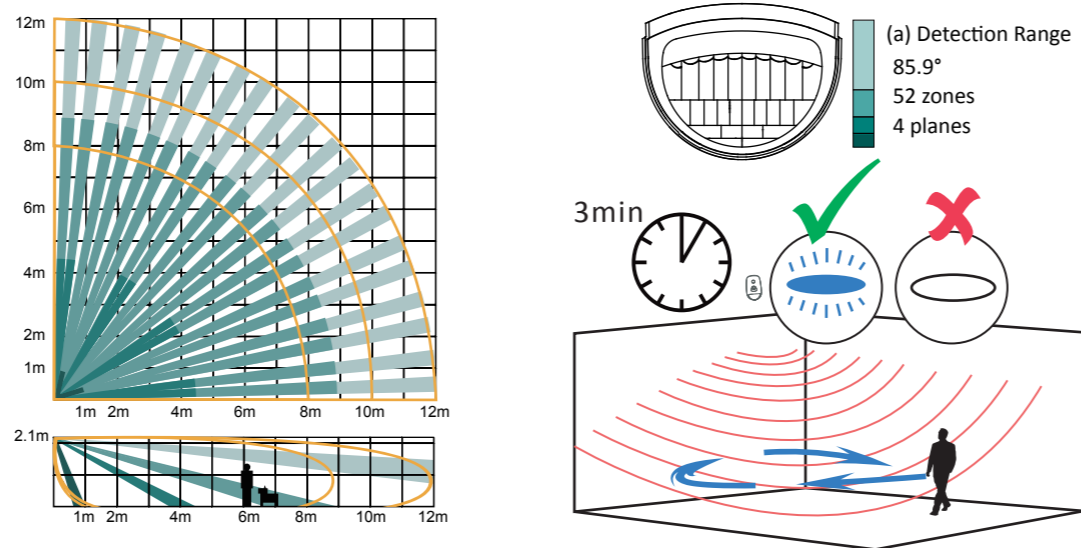 12m
10m
8m
6m
4m
2m
1m
1m 2m 4m 6m 8m 10m 12m
2.1m
1m 2m 4m 6m 8m 10m 12m
(a) Detection Range
85.9°
52 zones
4 planes
3min